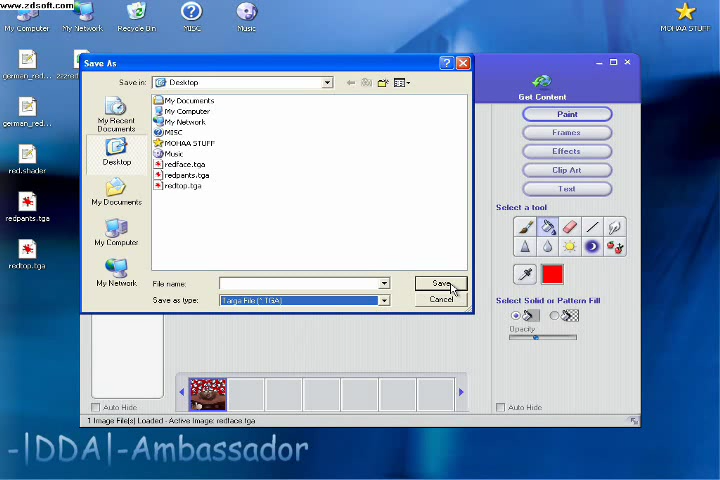 www.zdsoft.com
My Computer
My Network
Recycle Bin
MISC
Music
MOHAA STUFF
german_red...
zzzred
german_red...
red.shader
redpants.tga
redtop.tga
Save As
Save in:
Desktop
My Recent
Documents
Desktop
My Documents
My Computer
My Network
My Documents
My Computer
My Network
MISC
MOHAA STUFF
Music
redface.tga
redpants.tga
redtop.tga
File name:
Save
Save as type:
Targa File (*.TGA)
Cancel
Get Content
Paint
Frames
Effects
Clip Art
Text
Select a tool
Select Solid or Pattern Fill
Opacity
Auto Hide
Auto Hide
1 Image File(s) Loaded - Active Image: redface.tga
-|DDA|-Ambassador